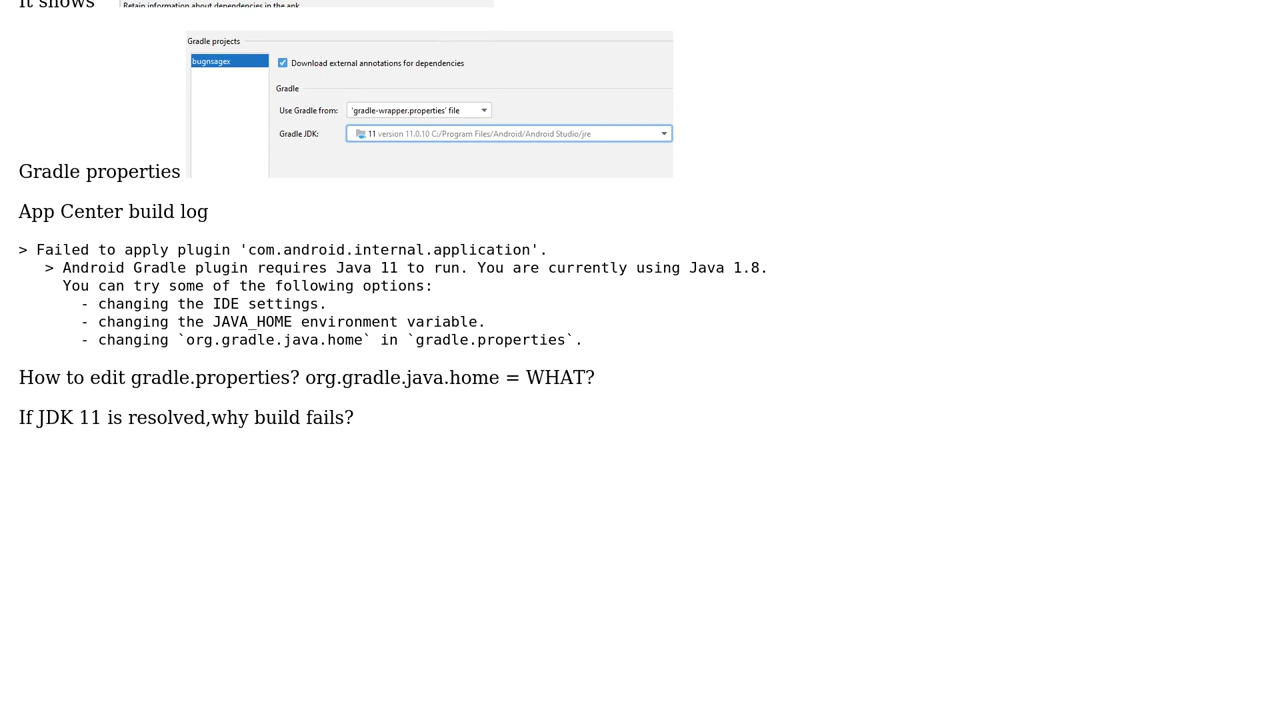 It shows
Retain information about dependencies in the apk
Gradle projects
bugnsagex
Download external annotations for dependencies
Gradle
Use Gradle from: 'gradle-wrapper.properties' file
Gradle JDK: 11 version 11.0.10 C:/Program Files/Android/Android Studio/jre
Gradle properties
App Center build log
> Failed to apply plugin 'com.android.internal.application'.
> Android Gradle plugin requires Java 11 to run. You are currently using Java 1.8.
You can try some of the following options:
- changing the IDE settings.
- changing the JAVA_HOME environment variable.
- changing `org.gradle.java.home` in `gradle.properties`.
How to edit gradle.properties? org.gradle.java.home = WHAT?
If JDK 11 is resolved,why build fails?